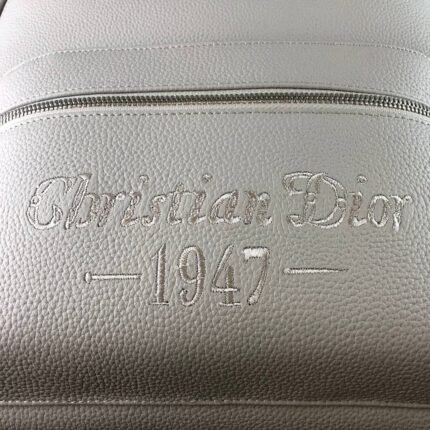 Christian Dior
— 1947 —